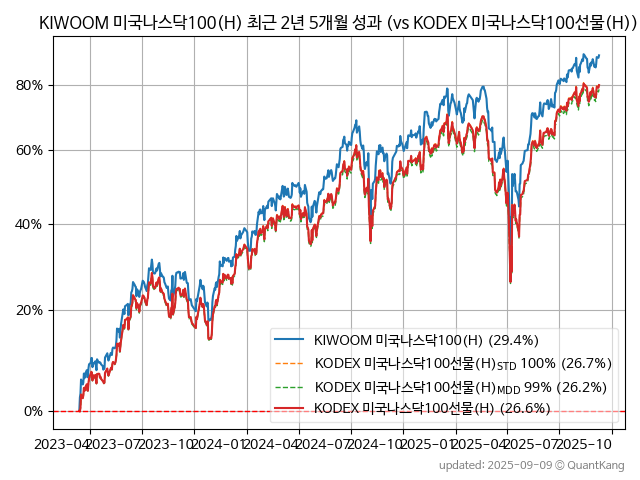 KIWOOM 미국나스닥100(H) 최근 2년 5개월 성과 (vs KODEX 미국나스닥100선물(H))
80%
60%
40%
20%
0%
KIWOOM 미국나스닥100(H) (29.4%)
KODEX 미국나스닥100선물(H)STD 100% (26.7%)
KODEX 미국나스닥100선물(H)MDD 99% (26.2%)
KODEX 미국나스닥100선물(H) (26.6%)
2023-04 2023-07 2023-10 2024-01 2024-04 2024-07 2024-10 2025-01 2025-04 2025-07 2025-10
updated: 2025-09-09 © QuantKang